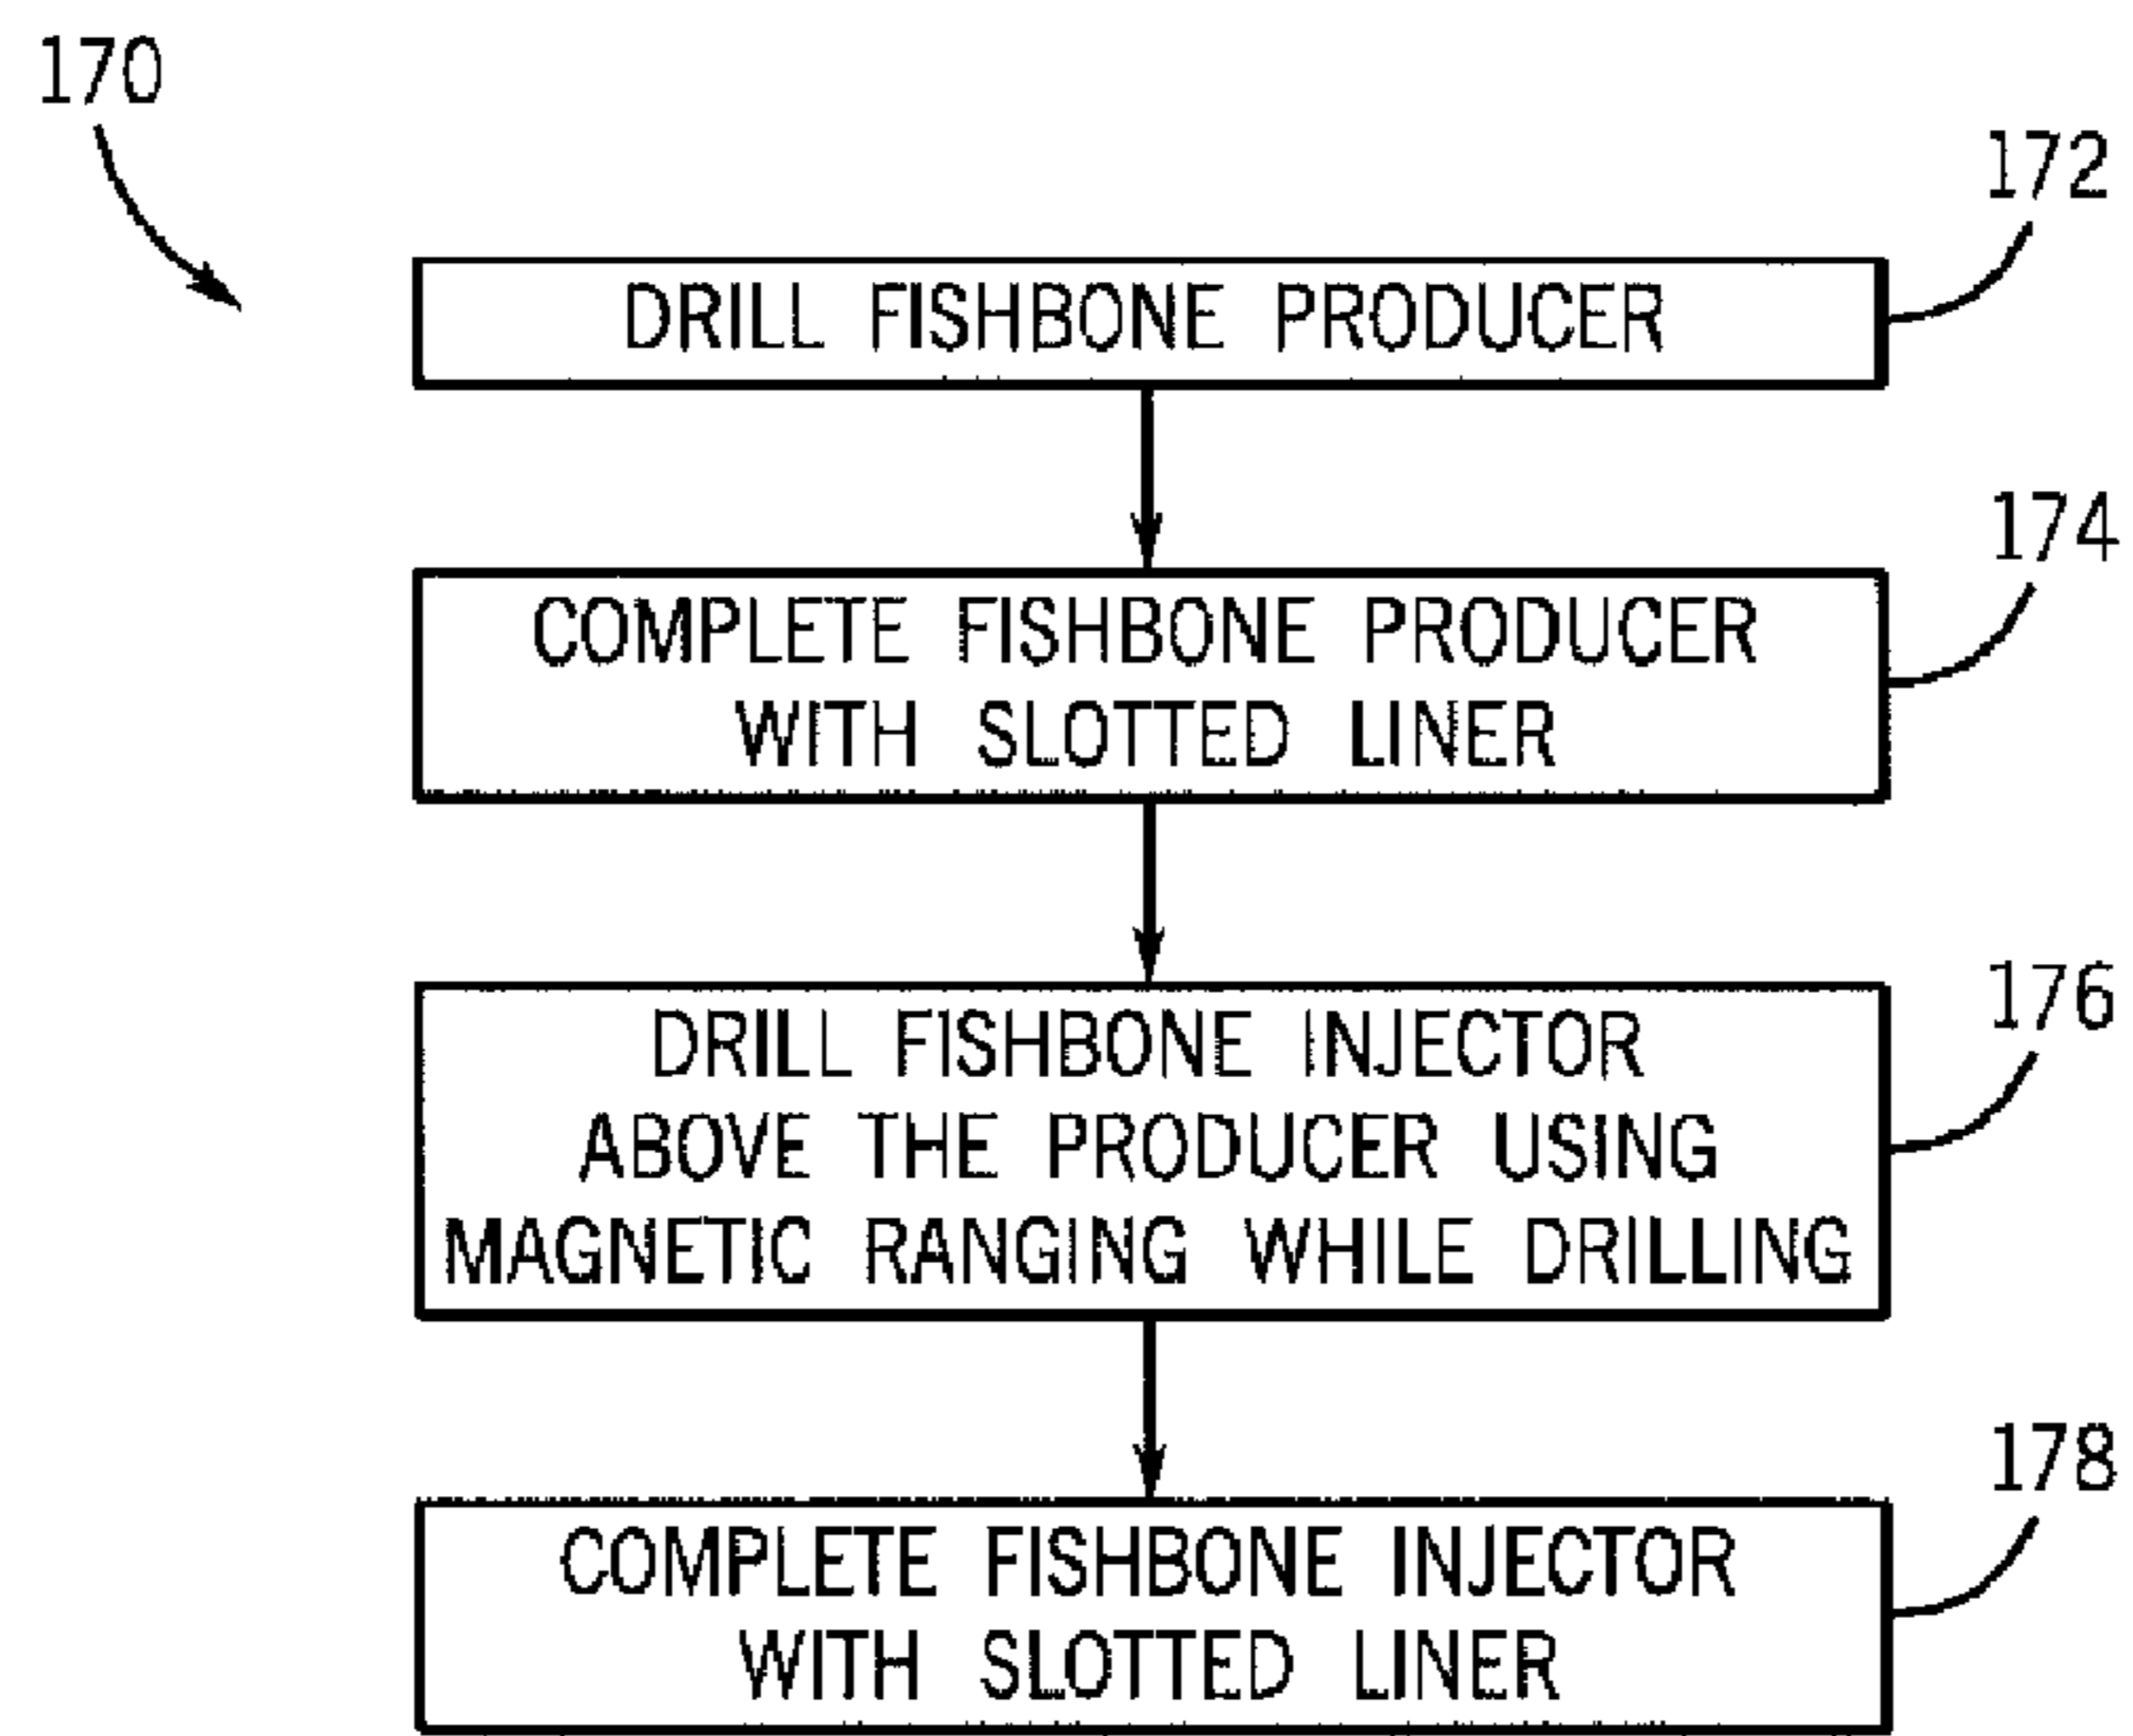 170
172
DRILL FISHBONE PRODUCER
174
COMPLETE FISHBONE PRODUCER
WITH SLOTTED LINER
176
DRILL FISHBONE INJECTOR
ABOVE THE PRODUCER USING
MAGNETIC RANGING WHILE DRILLING
178
COMPLETE FISHBONE INJECTOR
WITH SLOTTED LINER